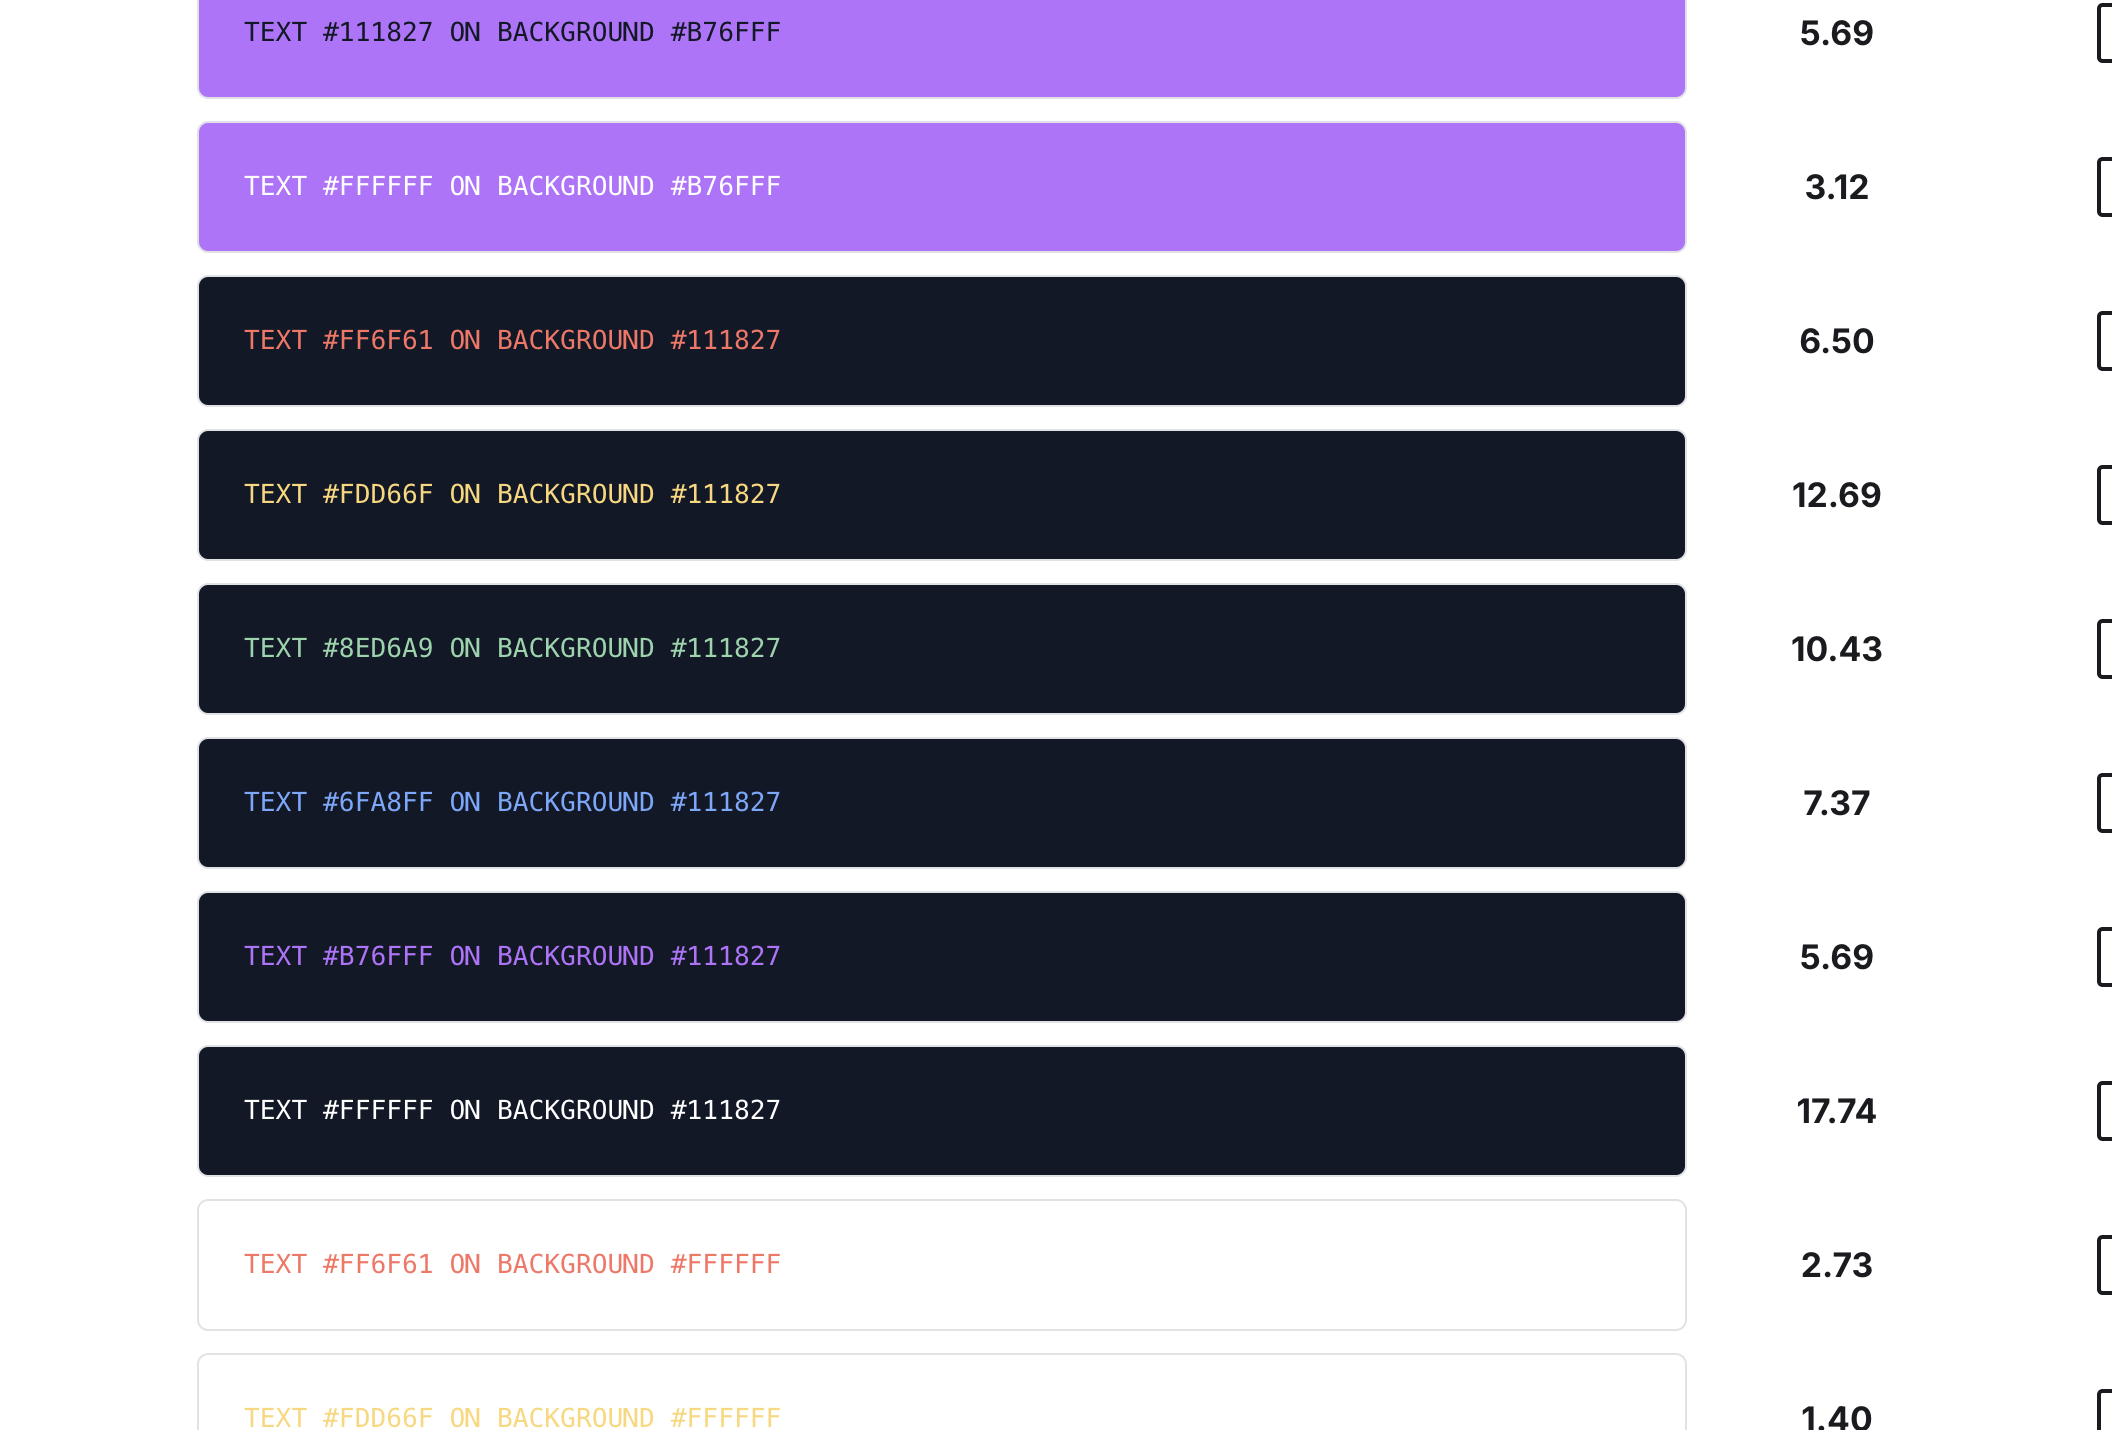 TEXT #111827 ON BACKGROUND #B76FFF 5.69
TEXT #FFFFFF ON BACKGROUND #B76FFF 3.12
TEXT #FF6F61 ON BACKGROUND #111827 6.50
TEXT #FDD66F ON BACKGROUND #111827 12.69
TEXT #8ED6A9 ON BACKGROUND #111827 10.43
TEXT #6FA8FF ON BACKGROUND #111827 7.37
TEXT #B76FFF ON BACKGROUND #111827 5.69
TEXT #FFFFFF ON BACKGROUND #111827 17.74
TEXT #FF6F61 ON BACKGROUND #FFFFFF 2.73
TEXT #FDD66F ON BACKGROUND #FFFFFF 1.40